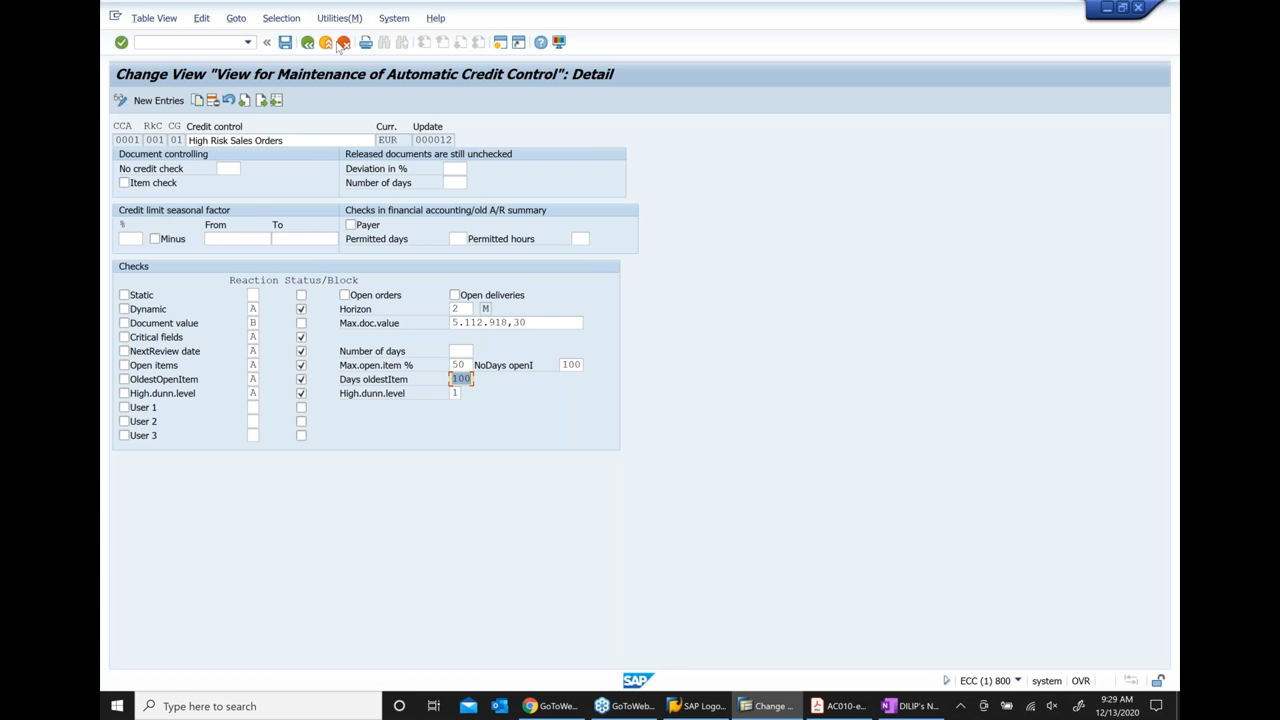 Table View Edit Goto Selection Utilities(M) System Help
Change View "View for Maintenance of Automatic Credit Control": Detail
New Entries
CCA RkC CG Credit control Curr. Update
0001 001 01 High Risk Sales Orders EUR 000012
Document controlling Released documents are still unchecked
No credit check Deviation in %
Item check Number of days
Credit limit seasonal factor Checks in financial accounting/old A/R summary
% From To Payer
Minus Permitted days Permitted hours
Checks
Reaction Status/Block
Static Open orders Open deliveries
Dynamic A Horizon 2 M
Document value B Max.doc.value 5.112.918,30
Critical fields A
NextReview date A Number of days
Open items A Max.open.item % 50 NoDays openI 100
OldestOpenItem A Days oldestItem 100
High.dunn.level A High.dunn.level 1
User 1
User 2
User 3
SAP ECC (1) 800 system OVR
Type here to search GoToWe... GoToWeb... SAP Logo... Change ... AC010-e... DILIP's N... 9:29 AM
12/13/2020